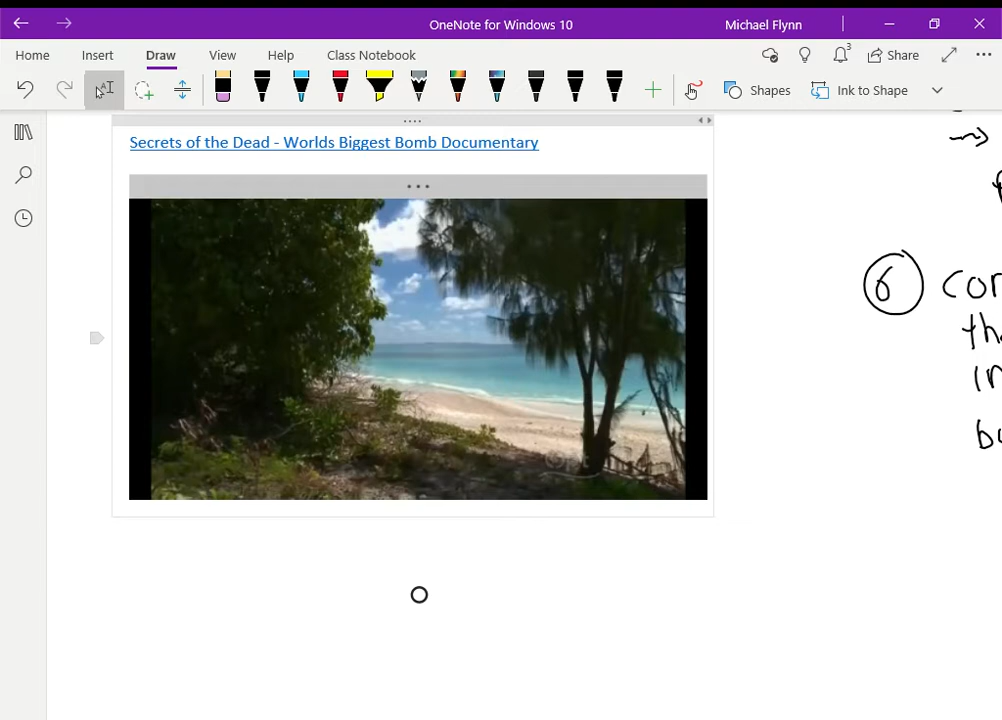 OneNote for Windows 10
Michael Flynn
Home Insert Draw View Help Class Notebook
3
Share
Shapes
Ink to Shape
Secrets of the Dead - Worlds Biggest Bomb Documentary
6